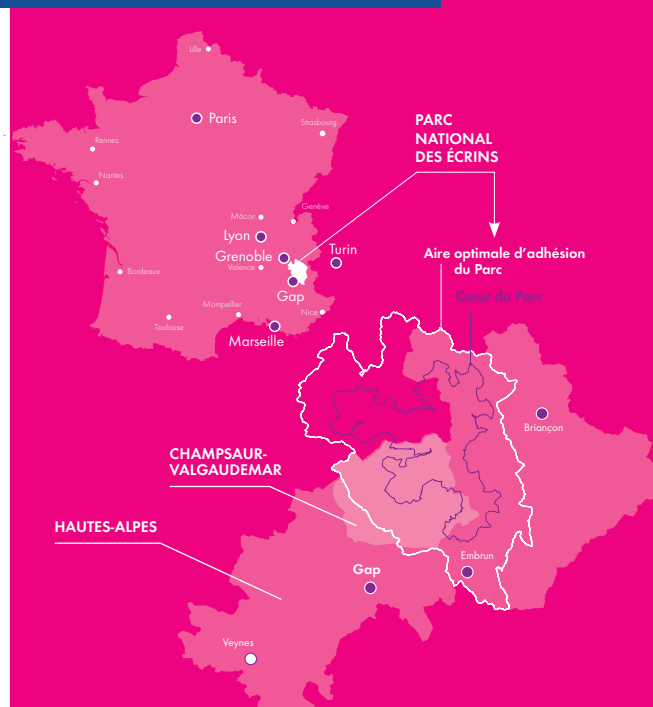 Lille
Paris
Strasbourg
Rennes
Nantes
PARC
NATIONAL
DES ÉCRINS
Mâcon
Genève
Lyon
Grenoble
Turin
Valence
Bordeaux
Gap
Aire optimale d'adhésion
du Parc
Cœur du Parc
Montpellier
Nice
Toulouse
Marseille
Briançon
CHAMPSAUR-
VALGAUDEMAR
HAUTES-ALPES
Embrun
Gap
Veynes